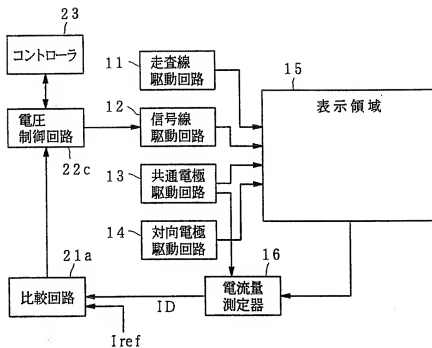 23
コントローラ
11
走査線
駆動回路
15
表示領域
電圧
制御回路
22c
12
信号線
駆動回路
13
共通電極
駆動回路
14
対向電極
駆動回路
21a
比較回路
ID
16
電流量
測定器
Iref